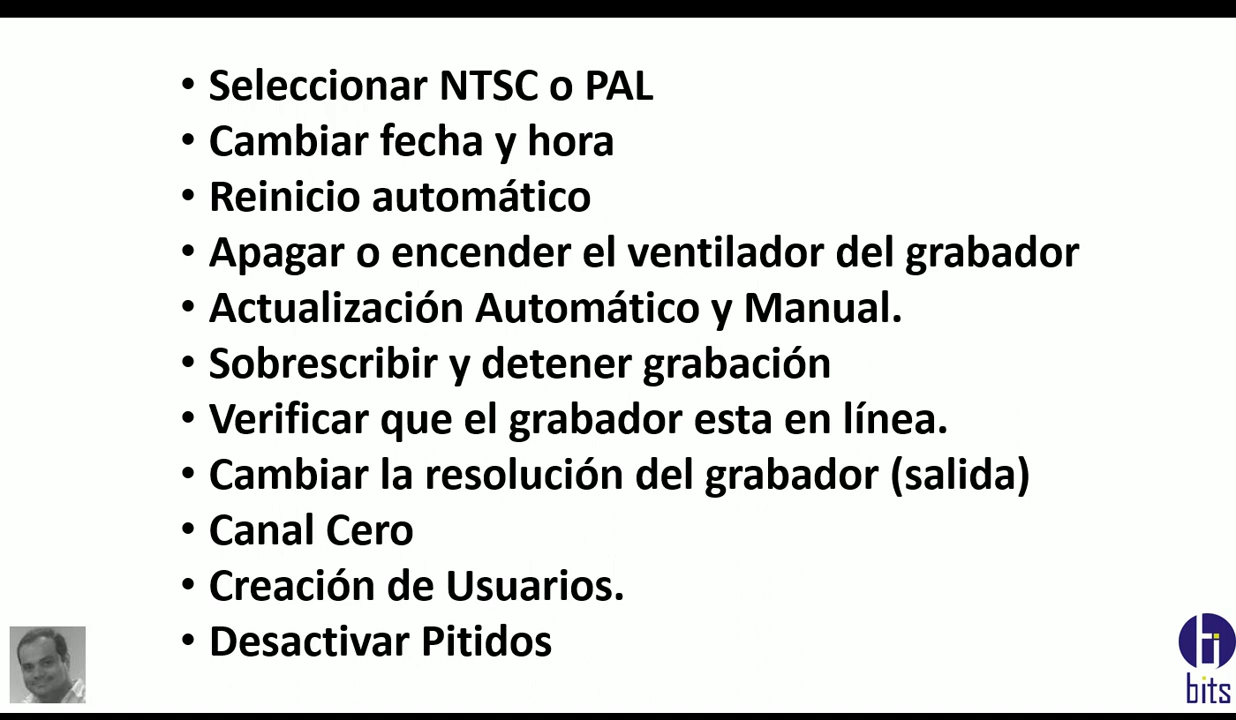 • Seleccionar NTSC o PAL
• Cambiar fecha y hora
• Reinicio automático
• Apagar o encender el ventilador del grabador
• Actualización Automático y Manual.
• Sobrescribir y detener grabación
• Verificar que el grabador esta en línea.
• Cambiar la resolución del grabador (salida)
• Canal Cero
• Creación de Usuarios.
• Desactivar Pitidos
bits